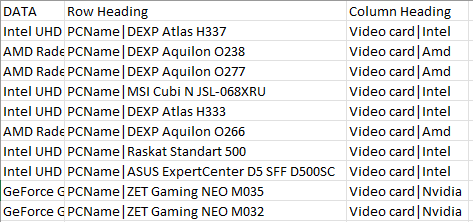 DATA Row Heading Column Heading
Intel UHD PCName|DEXP Atlas H337 Video card|Intel
AMD Rade PCName|DEXP Aquilon O238 Video card|Amd
AMD Rade PCName|DEXP Aquilon O277 Video card|Amd
Intel UHD PCName|MSI Cubi N JSL-068XRU Video card|Intel
Intel UHD PCName|DEXP Atlas H333 Video card|Intel
AMD Rade PCName|DEXP Aquilon O266 Video card|Amd
Intel UHD PCName|Raskat Standart 500 Video card|Intel
Intel UHD PCName|ASUS ExpertCenter D5 SFF D500SC Video card|Intel
GeForce G PCName|ZET Gaming NEO M035 Video card|Nvidia
GeForce G PCName|ZET Gaming NEO M032 Video card|Nvidia